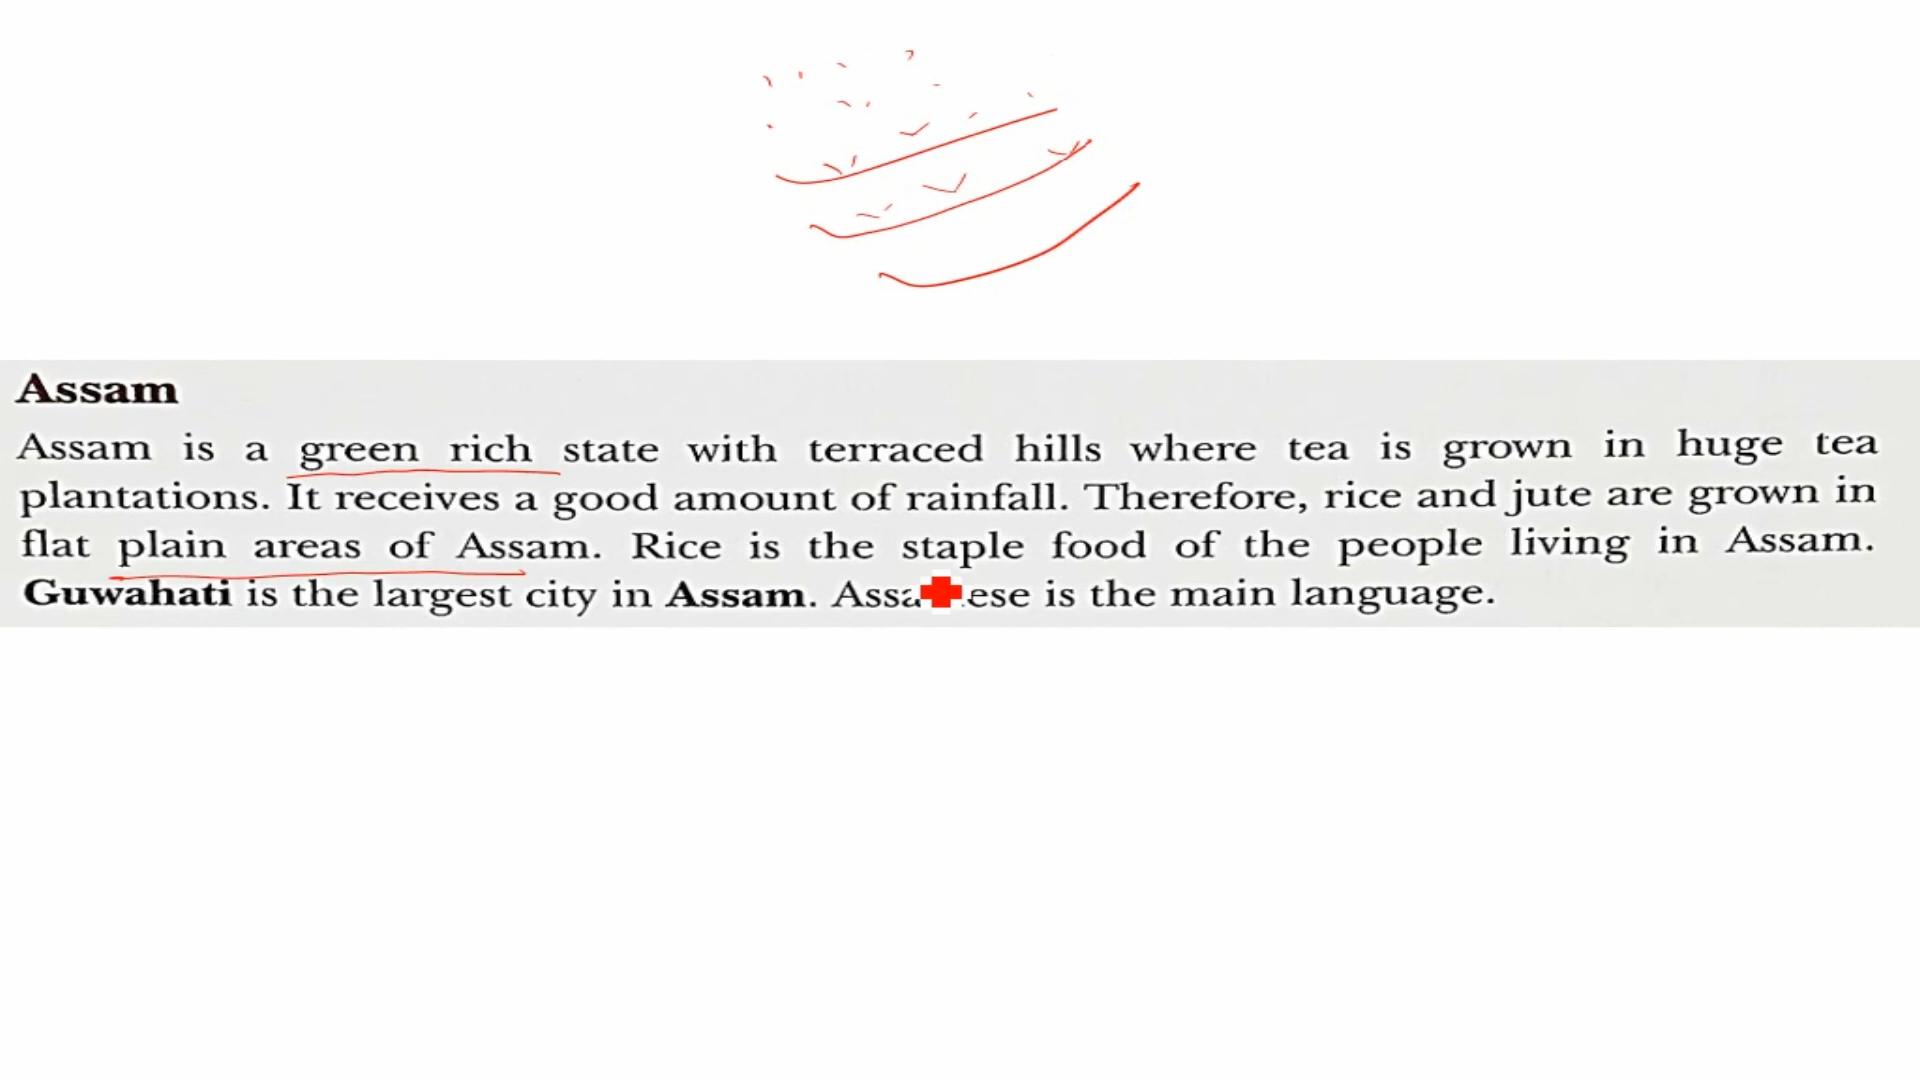 Assam
Assam is a green rich state with terraced hills where tea is grown in huge tea
plantations. It receives a good amount of rainfall. Therefore, rice and jute are grown in
flat plain areas of Assam. Rice is the staple food of the people living in Assam.
Guwahati is the largest city in Assam. is the main language.